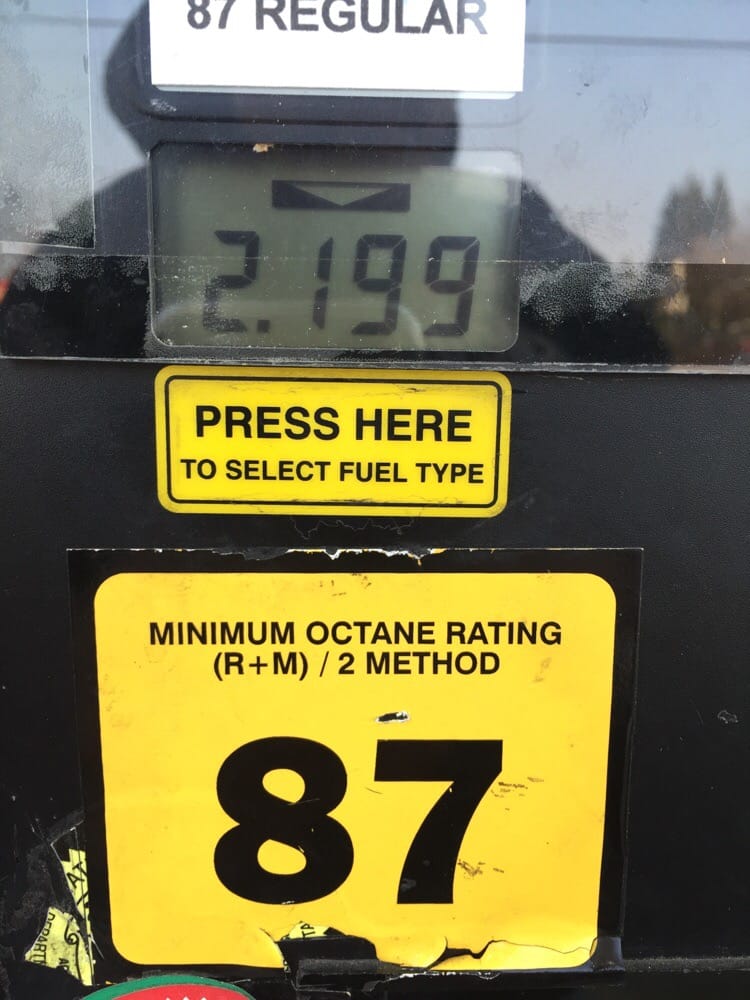 87 REGULAR
2.199
PRESS HERE
TO SELECT FUEL TYPE
MINIMUM OCTANE RATING
(R+M) / 2 METHOD
87